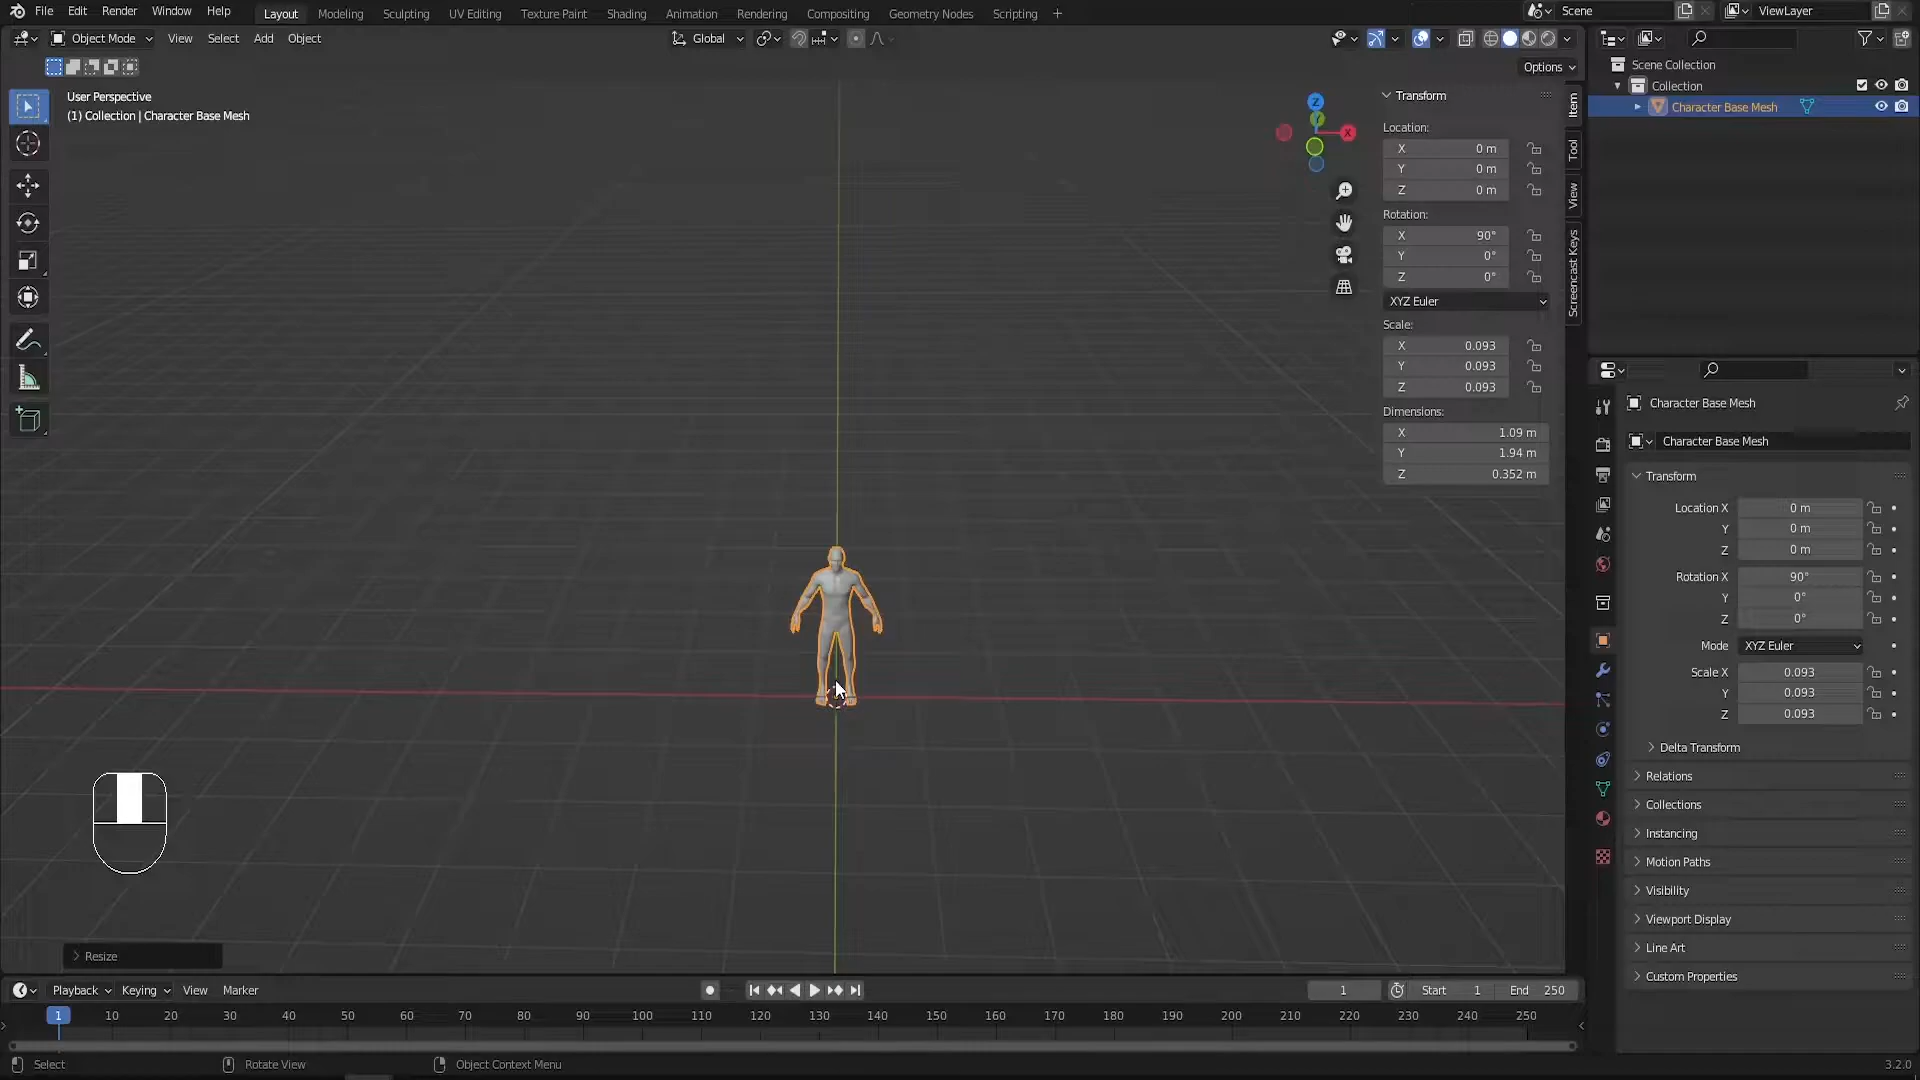 File Edit Render Window Help Layout Modeling Sculpting UV Editing Texture Paint Shading Animation Rendering Compositing Geometry Nodes Scripting + Scene ViewLayer
Object Mode View Select Add Object Global
Options
User Perspective
(1) Collection | Character Base Mesh
Transform
Location:
X 0 m
Y 0 m
Z 0 m
Rotation:
X 90°
Y 0°
Z 0°
XYZ Euler
Scale:
X 0.093
Y 0.093
Z 0.093
Dimensions:
X 1.09 m
Y 1.94 m
Z 0.352 m
Item
Tool
View
Screencast Keys
Z
Y
X
Scene Collection
Collection
Character Base Mesh
Character Base Mesh
Character Base Mesh
Transform
Location X 0 m
Y 0 m
Z 0 m
Rotation X 90°
Y 0°
Z 0°
Mode XYZ Euler
Scale X 0.093
Y 0.093
Z 0.093
Delta Transform
Relations
Collections
Instancing
Motion Paths
Visibility
Viewport Display
Line Art
Custom Properties
Resize
Playback Keying View Marker 1 Start 1 End 250
1 10 20 30 40 50 60 70 80 90 100 110 120 130 140 150 160 170 180 190 200 210 220 230 240 250
Select Rotate View Object Context Menu 3.2.0